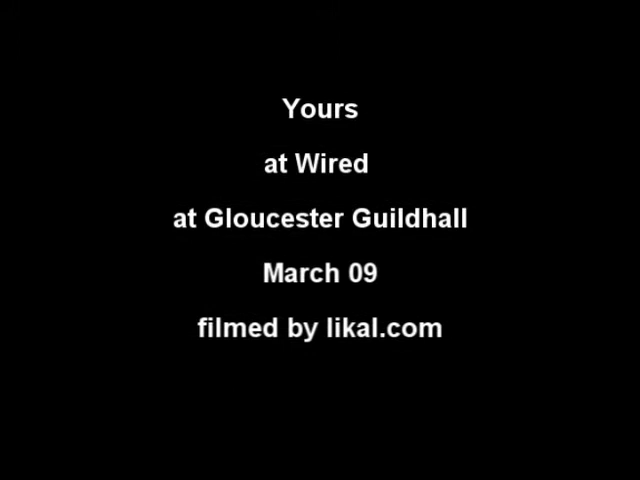 Yours
at Wired
at Gloucester Guildhall
March 09
filmed by likal.com